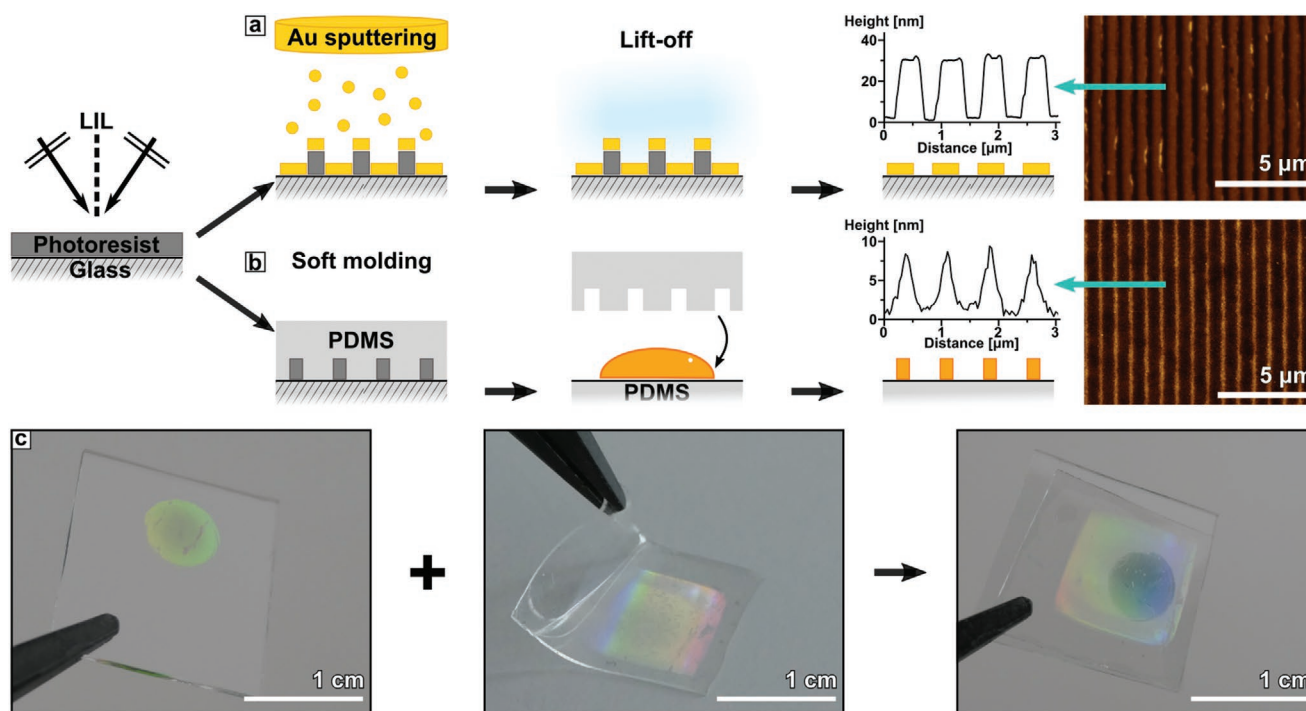 a
Au sputtering
Lift-off
Height [nm]
40
20
0
0 1 2 3
Distance [µm]
5 µm
LIL
Photoresist
Glass
b
Soft molding
PDMS
PDMS
Height [nm]
10
5
0
0 1 2 3
Distance [µm]
5 µm
c
1 cm
+
1 cm
1 cm